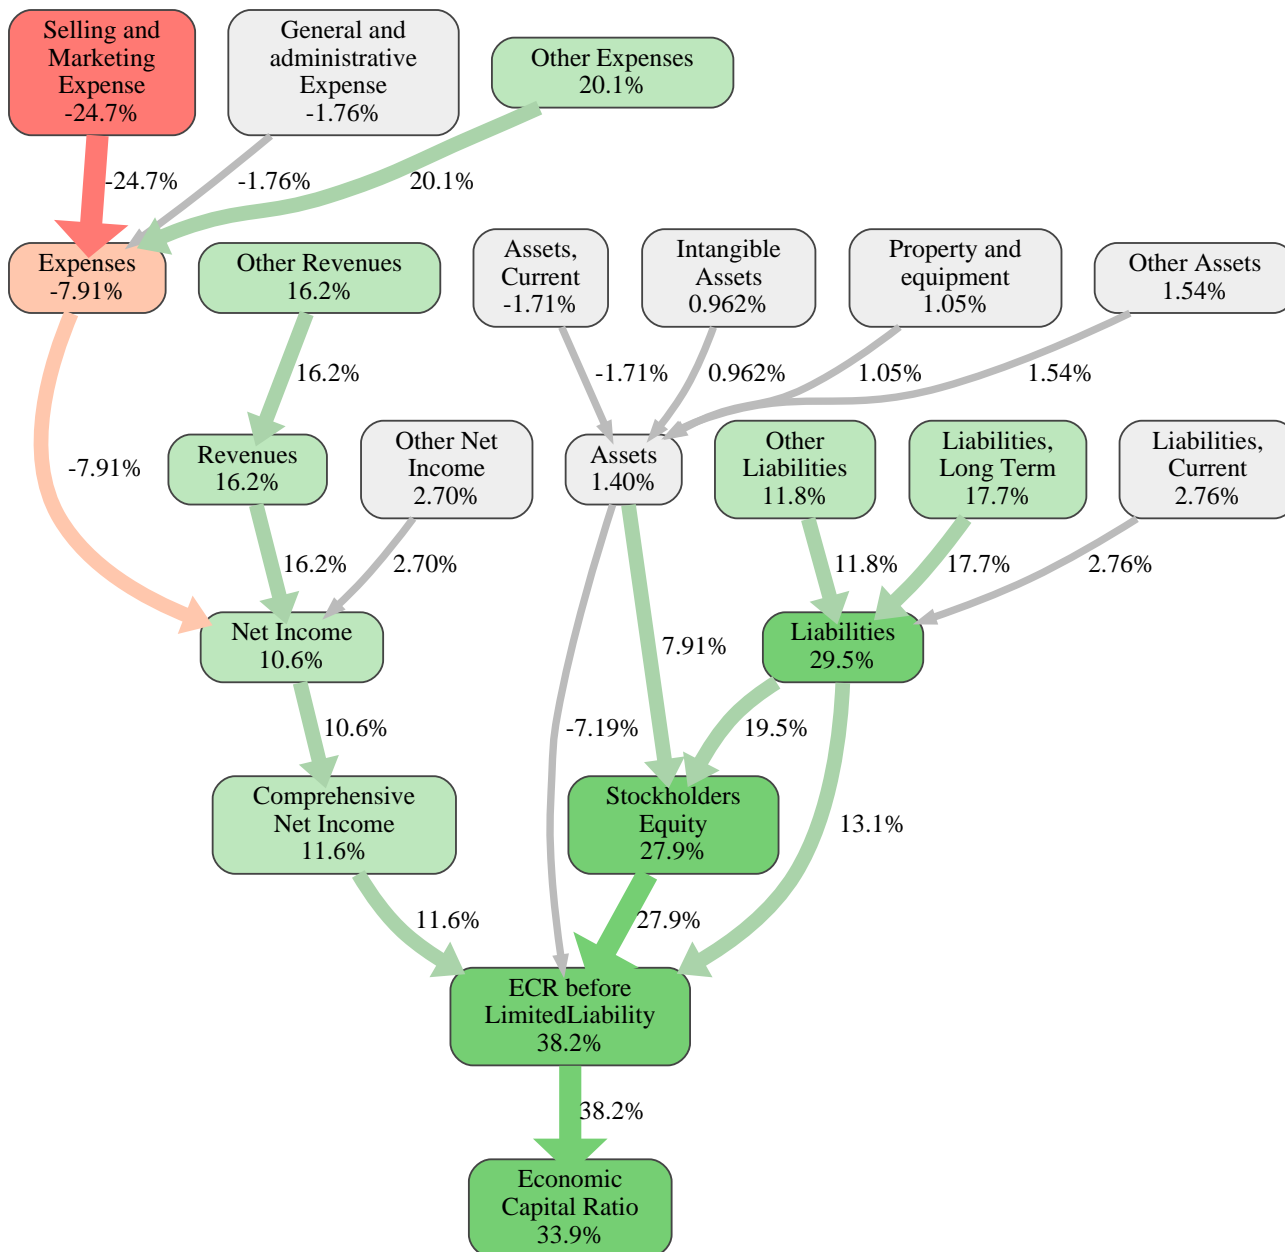 Selling and
Marketing
Expense
-24.7%
General and
administrative
Expense
-1.76%
Other Expenses
20.1%
-24.7%
-1.76%
20.1%
Expenses
-7.91%
Other Revenues
16.2%
Assets,
Current
-1.71%
Intangible
Assets
0.962%
Property and
equipment
1.05%
Other Assets
1.54%
16.2%
-1.71%
0.962%
1.05%
1.54%
-7.91%
Revenues
16.2%
Other Net
Income
2.70%
Assets
1.40%
Other
Liabilities
11.8%
Liabilities,
Long Term
17.7%
Liabilities,
Current
2.76%
16.2%
2.70%
11.8%
17.7%
2.76%
Net Income
10.6%
7.91%
Liabilities
29.5%
10.6%
-7.19%
19.5%
Comprehensive
Net Income
11.6%
Stockholders
Equity
27.9%
13.1%
11.6%
27.9%
ECR before
LimitedLiability
38.2%
38.2%
Economic
Capital Ratio
33.9%